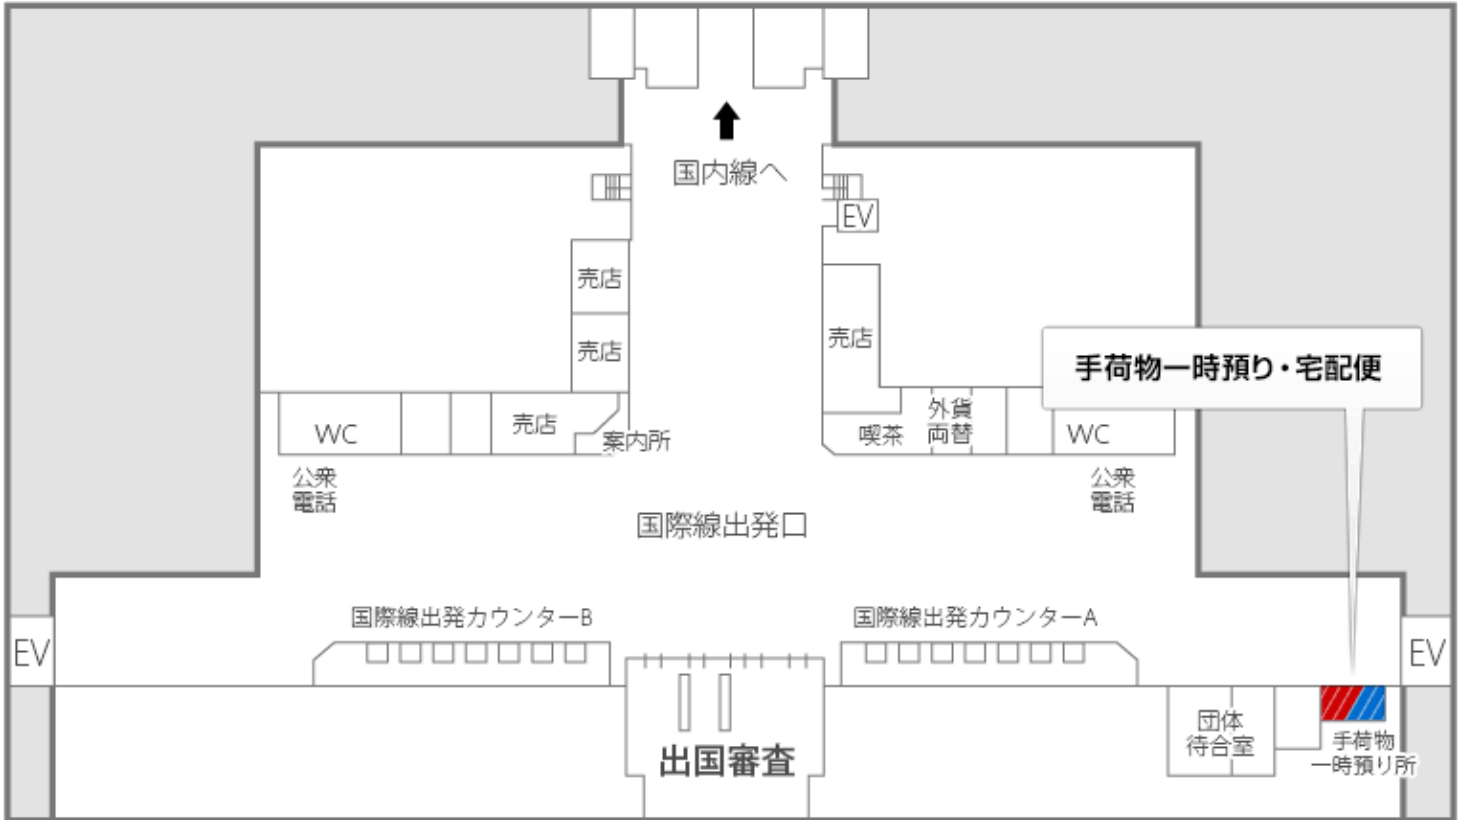 国内線へ
EV
売店
売店
売店
手荷物一時預り・宅配便
WC
売店
案内所
喫茶
外貨
両替
WC
公衆
電話
公衆
電話
国際線出発口
国際線出発カウンターB
国際線出発カウンターA
EV
EV
出国審査
団体
待合室
手荷物
一時預り所